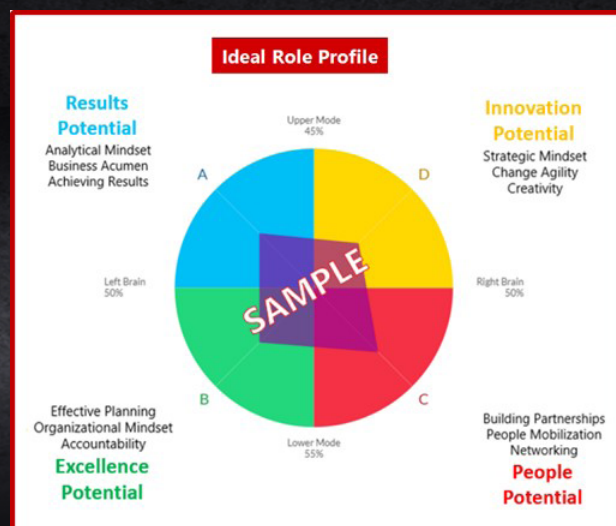 Ideal Role Profile
Results
Potential
Analytical Mindset
Business Acumen
Achieving Results
Upper Mode
45%
Innovation
Potential
Strategic Mindset
Change Agility
Creativity
A
D
Left Brain
50%
SAMPLE
Right Brain
50%
B
C
Effective Planning
Organizational Mindset
Accountability
Excellence
Potential
Lower Mode
55%
Building Partnerships
People Mobilization
Networking
People
Potential